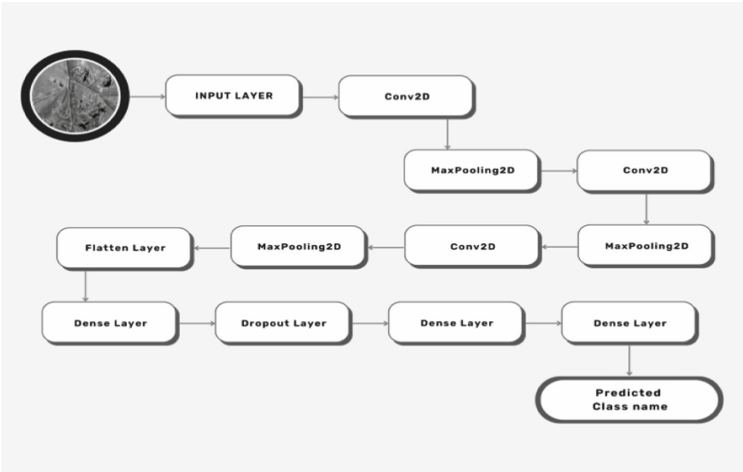 INPUT LAYER
Conv2D
MaxPooling2D
Conv2D
MaxPooling2D
Conv2D
MaxPooling2D
Flatten Layer
Dense Layer
Dropout Layer
Dense Layer
Dense Layer
Predicted
Class name